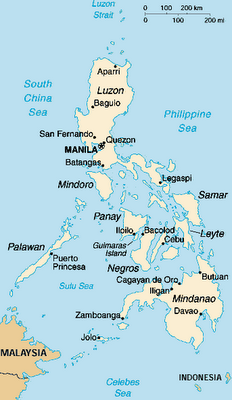 Luzon
Strait
0 100 200 km
0 100 200 mi
Aparri
Luzon
South
China
Sea
Baguio
Philippine
Sea
San Fernando
Quezon
MANILA
Batangas
Legaspi
Mindoro
Samar
Panay
Iloilo
Bacolod
Leyte
Palawan
Guimaras
Island
Cebu
Puerto
Princesa
Negros
Butuan
Sulu Sea
Cagayan de Oro
Iligan
Mindanao
Zamboanga
Davao
Jolo
MALAYSIA
Celebes
Sea
INDONESIA